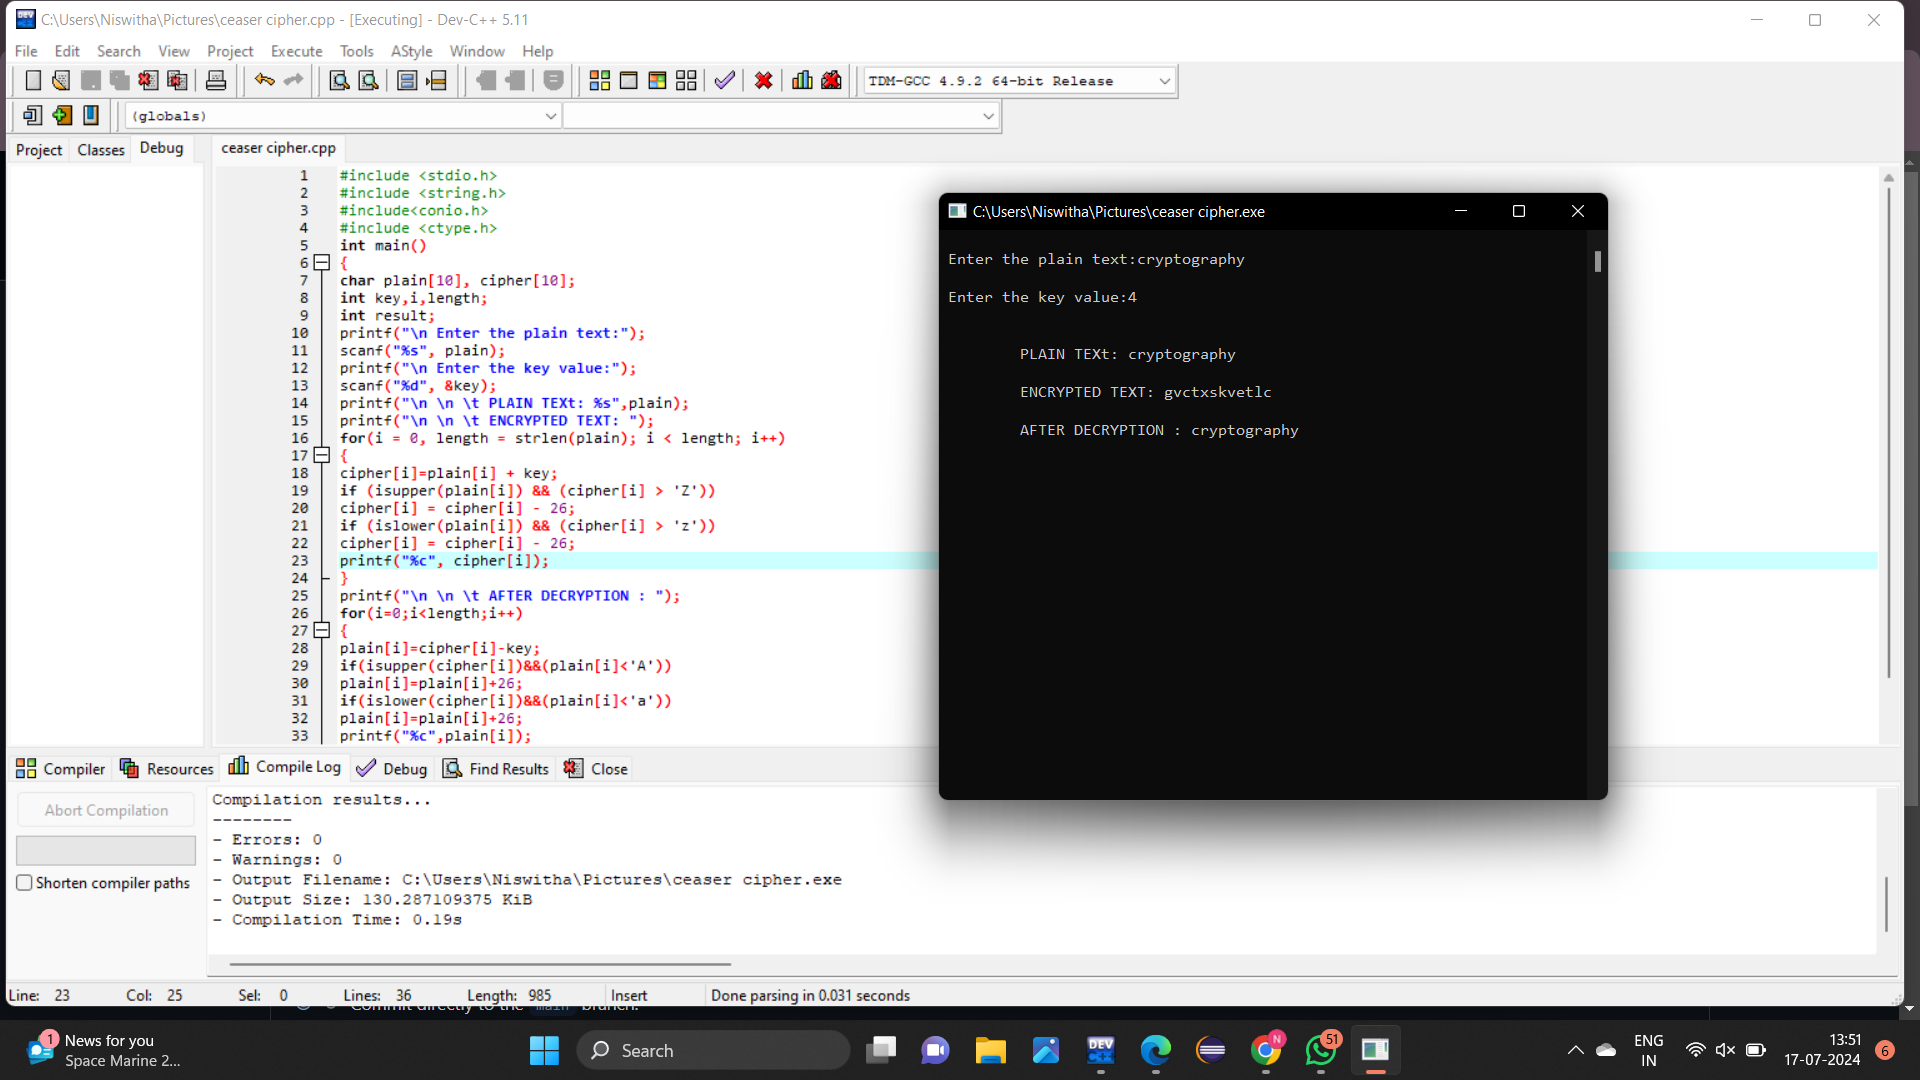 C:\Users\Niswitha\Pictures\ceaser cipher.cpp - [Executing] - Dev-C++ 5.11
File Edit Search View Project Execute Tools AStyle Window Help
TDM-GCC 4.9.2 64-bit Release
(globals)
Project Classes Debug
ceaser cipher.cpp
1 #include <stdio.h>
2 #include <string.h>
3 #include<conio.h>
4 #include <ctype.h>
5 int main()
6 {
7 char plain[10], cipher[10];
8 int key,i,length;
9 int result;
10 printf("\n Enter the plain text:");
11 scanf("%s", plain);
12 printf("\n Enter the key value:");
13 scanf("%d", &key);
14 printf("\n \n \t PLAIN TEXt: %s",plain);
15 printf("\n \n \t ENCRYPTED TEXT: ");
16 for(i = 0, length = strlen(plain); i < length; i++)
17 {
18 cipher[i]=plain[i] + key;
19 if (isupper(plain[i]) && (cipher[i] > 'Z'))
20 cipher[i] = cipher[i] - 26;
21 if (islower(plain[i]) && (cipher[i] > 'z'))
22 cipher[i] = cipher[i] - 26;
23 printf("%c", cipher[i]);
24 }
25 printf("\n \n \t AFTER DECRYPTION : ");
26 for(i=0;i<length;i++)
27 {
28 plain[i]=cipher[i]-key;
29 if(isupper(cipher[i])&&(plain[i]<'A'))
30 plain[i]=plain[i]+26;
31 if(islower(cipher[i])&&(plain[i]<'a'))
32 plain[i]=plain[i]+26;
33 printf("%c",plain[i]);
C:\Users\Niswitha\Pictures\ceaser cipher.exe
Enter the plain text:cryptography
Enter the key value:4
PLAIN TEXt: cryptography
ENCRYPTED TEXT: gvctxskvetlc
AFTER DECRYPTION : cryptography
Compiler Resources Compile Log Debug Find Results Close
Abort Compilation
Shorten compiler paths
Compilation results...
--------
- Errors: 0
- Warnings: 0
- Output Filename: C:\Users\Niswitha\Pictures\ceaser cipher.exe
- Output Size: 130.287109375 KiB
- Compilation Time: 0.19s
Line: 23 Col: 25 Sel: 0 Lines: 36 Length: 985 Insert Done parsing in 0.031 seconds
Commit directly to the main branch.
1 News for you
Space Marine 2...
Search
DEV
N
51
ENG
IN
13:51
17-07-2024
6